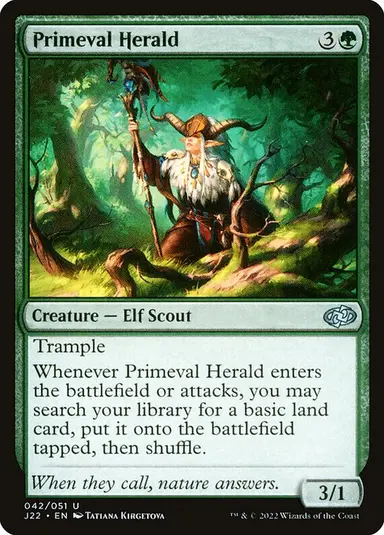 Primeval Herald 3
Creature — Elf Scout
Trample
Whenever Primeval Herald enters
the battlefield or attacks, you may
search your library for a basic land
card, put it onto the battlefield
tapped, then shuffle.
When they call, nature answers.
3/1
042/051 U
J22 • EN Tatiana Kirgetova
™ & © 2022 Wizards of the Coast